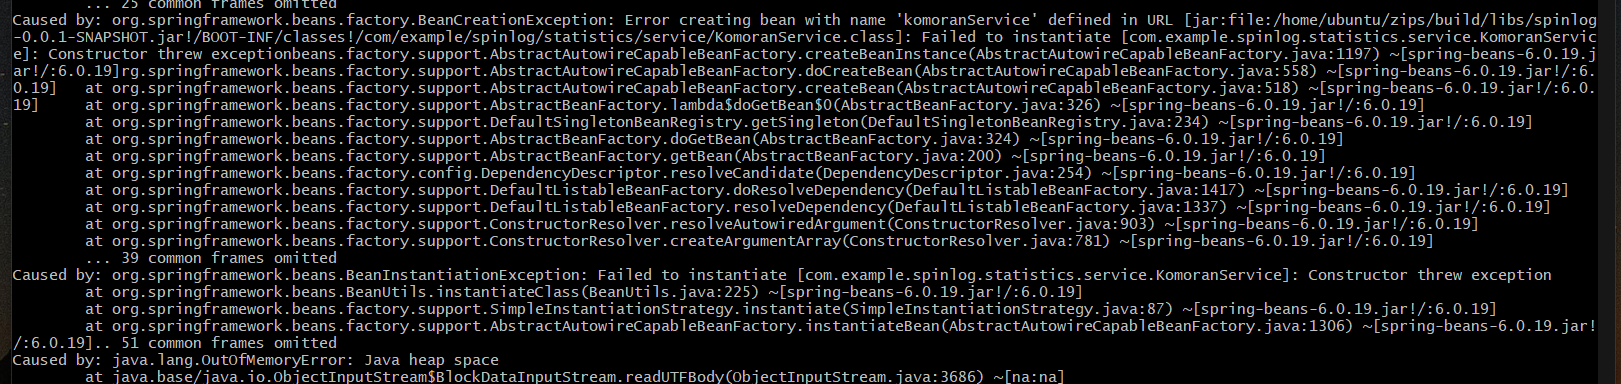 ... 25 common frames omitted
Caused by: org.springframework.beans.factory.BeanCreationException: Error creating bean with name 'komoranService' defined in URL [jar:file:/home/ubuntu/zips/build/libs/spinlog
-0.0.1-SNAPSHOT.jar!/BOOT-INF/classes!/com/example/spinlog/statistics/service/KomoranService.class]: Failed to instantiate [com.example.spinlog.statistics.service.KomoranServic
e]: Constructor threw exceptionbeans.factory.support.AbstractAutowireCapableBeanFactory.createBeanInstance(AbstractAutowireCapableBeanFactory.java:1197) ~[spring-beans-6.0.19.j
ar!/:6.0.19]rg.springframework.beans.factory.support.AbstractAutowireCapableBeanFactory.doCreateBean(AbstractAutowireCapableBeanFactory.java:558) ~[spring-beans-6.0.19.jar!/:6.
0.19]   at org.springframework.beans.factory.support.AbstractAutowireCapableBeanFactory.createBean(AbstractAutowireCapableBeanFactory.java:518) ~[spring-beans-6.0.19.jar!/:6.0.
19]     at org.springframework.beans.factory.support.AbstractBeanFactory.lambda$doGetBean$0(AbstractBeanFactory.java:326) ~[spring-beans-6.0.19.jar!/:6.0.19]
at org.springframework.beans.factory.support.DefaultSingletonBeanRegistry.getSingleton(DefaultSingletonBeanRegistry.java:234) ~[spring-beans-6.0.19.jar!/:6.0.19]
at org.springframework.beans.factory.support.AbstractBeanFactory.doGetBean(AbstractBeanFactory.java:324) ~[spring-beans-6.0.19.jar!/:6.0.19]
at org.springframework.beans.factory.support.AbstractBeanFactory.getBean(AbstractBeanFactory.java:200) ~[spring-beans-6.0.19.jar!/:6.0.19]
at org.springframework.beans.factory.config.DependencyDescriptor.resolveCandidate(DependencyDescriptor.java:254) ~[spring-beans-6.0.19.jar!/:6.0.19]
at org.springframework.beans.factory.support.DefaultListableBeanFactory.doResolveDependency(DefaultListableBeanFactory.java:1417) ~[spring-beans-6.0.19.jar!/:6.0.19]
at org.springframework.beans.factory.support.DefaultListableBeanFactory.resolveDependency(DefaultListableBeanFactory.java:1337) ~[spring-beans-6.0.19.jar!/:6.0.19]
at org.springframework.beans.factory.support.ConstructorResolver.resolveAutowiredArgument(ConstructorResolver.java:903) ~[spring-beans-6.0.19.jar!/:6.0.19]
at org.springframework.beans.factory.support.ConstructorResolver.createArgumentArray(ConstructorResolver.java:781) ~[spring-beans-6.0.19.jar!/:6.0.19]
... 39 common frames omitted
Caused by: org.springframework.beans.BeanInstantiationException: Failed to instantiate [com.example.spinlog.statistics.service.KomoranService]: Constructor threw exception
at org.springframework.beans.BeanUtils.instantiateClass(BeanUtils.java:225) ~[spring-beans-6.0.19.jar!/:6.0.19]
at org.springframework.beans.factory.support.SimpleInstantiationStrategy.instantiate(SimpleInstantiationStrategy.java:87) ~[spring-beans-6.0.19.jar!/:6.0.19]
at org.springframework.beans.factory.support.AbstractAutowireCapableBeanFactory.instantiateBean(AbstractAutowireCapableBeanFactory.java:1306) ~[spring-beans-6.0.19.jar!
/:6.0.19].. 51 common frames omitted
Caused by: java.lang.OutOfMemoryError: Java heap space
at java.base/java.io.ObjectInputStream$BlockDataInputStream.readUTFBody(ObjectInputStream.java:3686) ~[na:na]